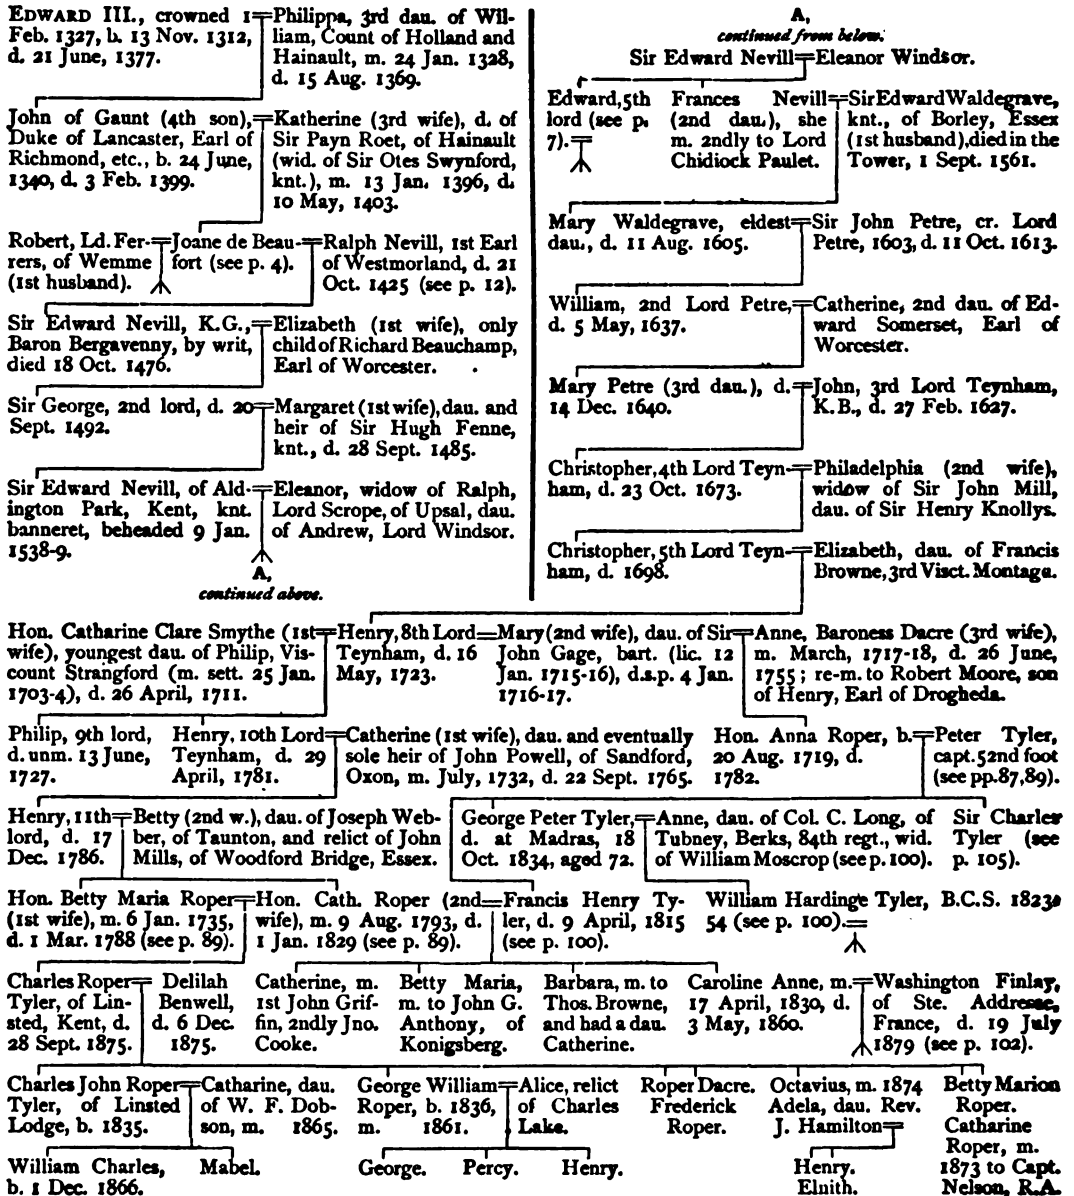 EDWARD III., crowned 1
Feb. 1327, b. 13 Nov. 1312,
d. 21 June, 1377.
Philippa, 3rd dau. of Wil-
liam, Count of Holland and
Hainault, m. 24 Jan. 1328,
d. 15 Aug. 1369.
John of Gaunt (4th son),
Duke of Lancaster, Earl of
Richmond, etc., b. 24 June,
1340, d. 3 Feb. 1399.
Katherine (3rd wife), d. of
Sir Payn Roet, of Hainault
(wid. of Sir Otes Swynford,
knt.), m. 13 Jan. 1396, d.
10 May, 1403.
Robert, Ld. Fer-
rers, of Wemme
(1st husband).
Joane de Beau-
fort (see p. 4).
Ralph Nevill, 1st Earl
of Westmorland, d. 21
Oct. 1425 (see p. 12).
Sir Edward Nevill, K.G.,
Baron Bergavenny, by writ,
died 18 Oct. 1476.
Elizabeth (1st wife), only
child of Richard Beauchamp,
Earl of Worcester.
Sir George, 2nd lord, d. 20
Sept. 1492.
Margaret (1st wife), dau. and
heir of Sir Hugh Fenne,
knt., d. 28 Sept. 1485.
Sir Edward Nevill, of Ald-
ington Park, Kent, knt.
banneret, beheaded 9 Jan.
1538-9.
Eleanor, widow of Ralph,
Lord Scrope, of Upsal, dau.
of Andrew, Lord Windsor.
A,
continued above.
A,
continued from below.
Sir Edward Nevill=Eleanor Windsor.
Edward, 5th
lord (see p.
7).
Frances Nevill
(2nd dau.), she
m. 2ndly to Lord
Chidiock Paulet.
Sir Edward Waldegrave,
knt., of Borley, Essex
(1st husband), died in the
Tower, 1 Sept. 1561.
Mary Waldegrave, eldest
dau., d. 11 Aug. 1605.
Sir John Petre, cr. Lord
Petre, 1603, d. 11 Oct. 1613.
William, 2nd Lord Petre,
d. 5 May, 1637.
Catherine, 2nd dau. of Ed-
ward Somerset, Earl of
Worcester.
Mary Petre (3rd dau.), d.
14 Dec. 1640.
John, 3rd Lord Teynham,
K.B., d. 27 Feb. 1627.
Christopher, 4th Lord Teyn-
ham, d. 23 Oct. 1673.
Philadelphia (2nd wife),
widow of Sir John Mill,
dau. of Sir Henry Knollys.
Christopher, 5th Lord Teyn-
ham, d. 1698.
Elizabeth, dau. of Francis
Browne, 3rd Visct. Montagu.
Hon. Catharine Clare Smythe (1st
wife), youngest dau. of Philip, Vis-
count Strangford (m. sett. 25 Jan.
1703-4), d. 26 April, 1711.
Henry, 8th Lord
Teynham, d. 16
May, 1723.
Mary (2nd wife), dau. of Sir
John Gage, bart. (lic. 12
Jan. 1715-16), d.s.p. 4 Jan.
1716-17.
Anne, Baroness Dacre (3rd wife),
m. March, 1717-18, d. 26 June,
1755; re-m. to Robert Moore, son
of Henry, Earl of Drogheda.
Philip, 9th lord,
d. unm. 13 June,
1727.
Henry, 10th Lord
Teynham, d. 29
April, 1781.
Catherine (1st wife), dau. and eventually
sole heir of John Powell, of Sandford,
Oxon, m. July, 1732, d. 22 Sept. 1765.
Hon. Anna Roper, b.
20 Aug. 1719, d.
1782.
Peter Tyler,
capt. 52nd foot
(see pp. 87, 89).
Henry, 11th
lord, d. 17
Dec. 1786.
Betty (2nd w.), dau. of Joseph Web-
ber, of Taunton, and relict of John
Mills, of Woodford Bridge, Essex.
George Peter Tyler,
d. at Madras, 18
Oct. 1834, aged 72.
Anne, dau. of Col. C. Long, of
Tubney, Berks, 84th regt., wid.
of William Moscrop (see p. 100).
Sir Charles
Tyler (see
p. 105).
Hon. Betty Maria Roper
(1st wife), m. 6 Jan. 1735,
d. 1 Mar. 1788 (see p. 89).
Hon. Cath. Roper (2nd
wife), m. 9 Aug. 1793, d.
1 Jan. 1829 (see p. 89).
Francis Henry Ty-
ler, d. 9 April, 1815
(see p. 100).
William Hardinge Tyler, B.C.S. 1823-
54 (see p. 100).
Charles Roper
Tyler, of Lin-
sted, Kent, d.
28 Sept. 1875.
Delilah
Benwell,
d. 6 Dec.
1875.
Catherine, m.
1st John Grif-
fin, 2ndly Jno.
Cooke.
Betty Maria,
m. to John G.
Anthony, of
Konigsberg.
Barbara, m. to
Thos. Browne,
and had a dau.
Catherine.
Caroline Anne, m.
17 April, 1830, d.
3 May, 1860.
Washington Finlay,
of Ste. Addresse,
France, d. 19 July
1879 (see p. 102).
Charles John Roper
Tyler, of Linsted
Lodge, b. 1835.
Catharine, dau.
of W. F. Dob-
son, m. 1865.
George William
Roper, b. 1836,
m. 1861.
Alice, relict
of Charles
Lake.
Roper Dacre.
Frederick
Roper.
Octavius, m. 1874
Adela, dau. Rev.
J. Hamilton
Betty Marion
Roper.
Catharine
Roper, m.
1873 to Capt.
Nelson, R.A.
William Charles,
b. 1 Dec. 1866.
Mabel.
George.
Percy.
Henry.
Henry.
Elnith.